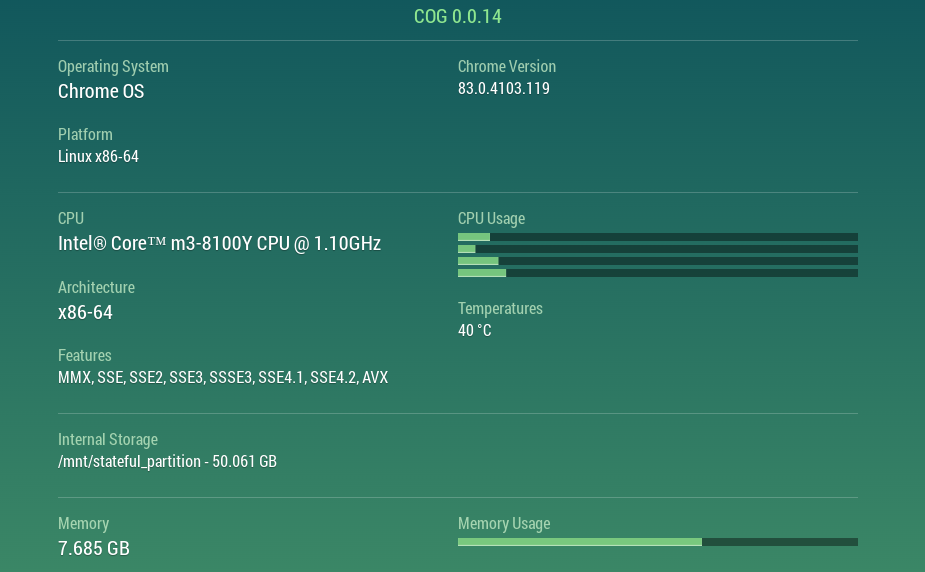 COG 0.0.14
Operating System
Chrome OS
Chrome Version
83.0.4103.119
Platform
Linux x86-64
CPU
Intel® Core™ m3-8100Y CPU @ 1.10GHz
CPU Usage
Architecture
x86-64
Temperatures
40 °C
Features
MMX, SSE, SSE2, SSE3, SSSE3, SSE4.1, SSE4.2, AVX
Internal Storage
/mnt/stateful_partition - 50.061 GB
Memory
7.685 GB
Memory Usage